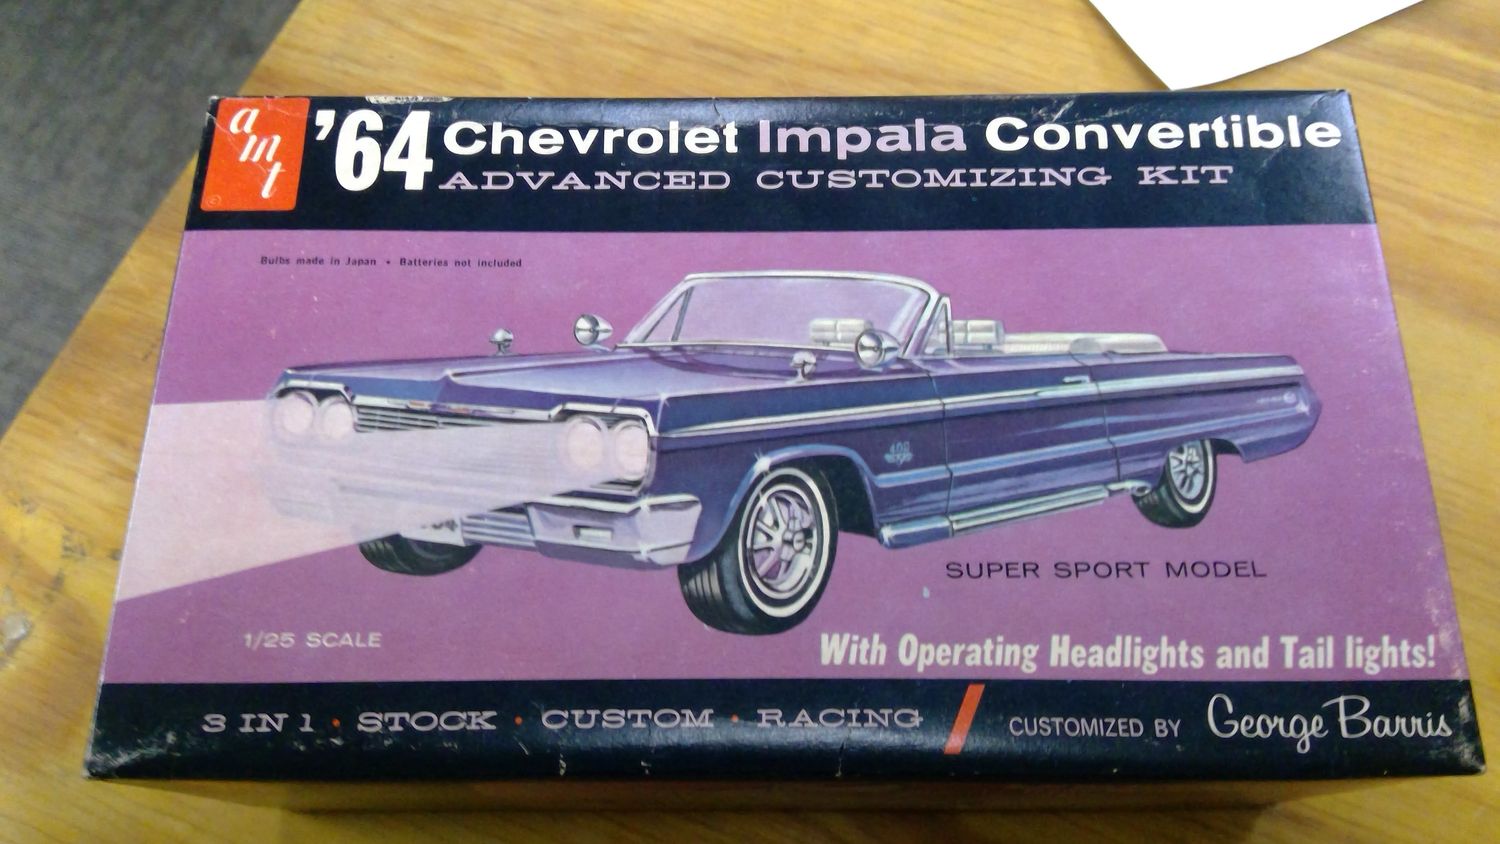 amt
'64 Chevrolet Impala Convertible
ADVANCED CUSTOMIZING KIT
Bulbs made in Japan • Batteries not included
SUPER SPORT MODEL
1/25 SCALE
With Operating Headlights and Tail lights!
3 IN 1 • STOCK • CUSTOM • RACING / CUSTOMIZED BY George Barris